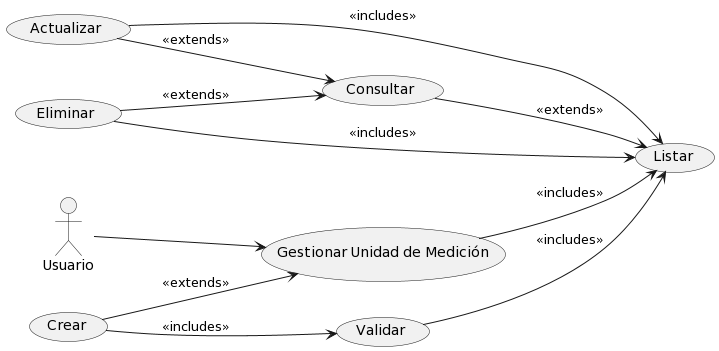 Actualizar
«includes»
«extends»
Consultar
«extends»
Eliminar
«extends»
«includes»
Listar
Usuario
Gestionar Unidad de Medición
«includes»
«includes»
Crear
«extends»
«includes»
Validar